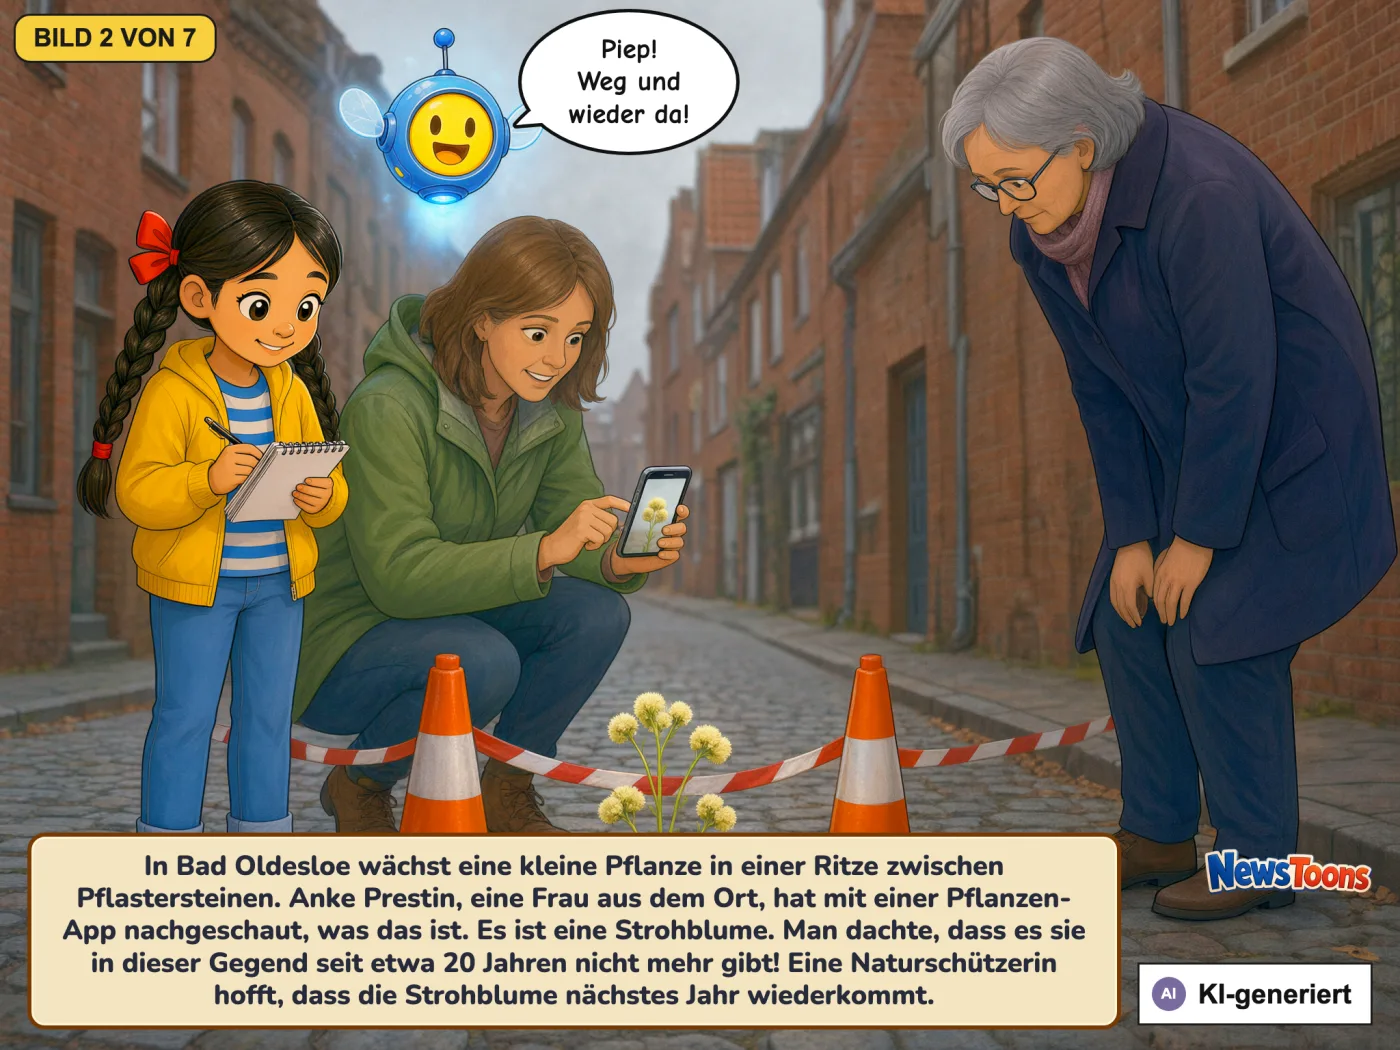 BILD 2 VON 7
Piep!
Weg und
wieder da!
In Bad Oldesloe wächst eine kleine Pflanze in einer Ritze zwischen
Pflastersteinen. Anke Prestin, eine Frau aus dem Ort, hat mit einer Pflanzen-
App nachgeschaut, was das ist. Es ist eine Strohblume. Man dachte, dass es sie
in dieser Gegend seit etwa 20 Jahren nicht mehr gibt! Eine Naturschützerin
hofft, dass die Strohblume nächstes Jahr wiederkommt.
NewsToons
AI KI-generiert